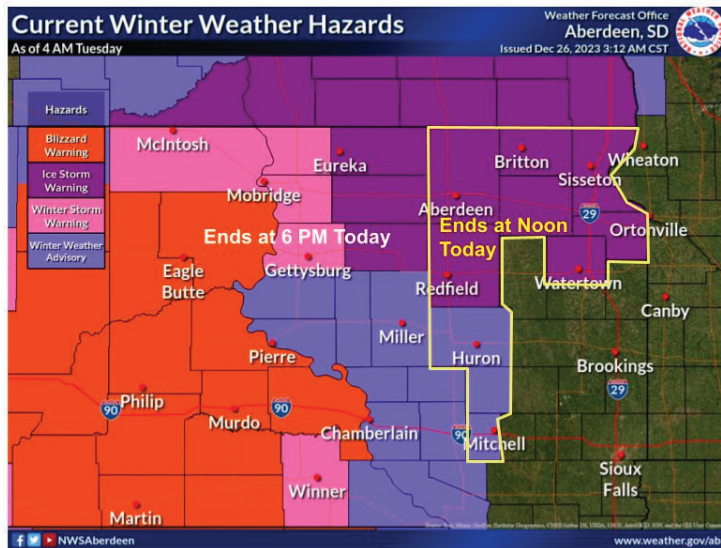 Current Winter Weather Hazards
As of 4 AM Tuesday
Weather Forecast Office
Aberdeen, SD
Issued Dec 26, 2023 3:12 AM CST
Hazards
Blizzard
Warning
Ice Storm
Warning
Winter Storm
Warning
Winter Weather
Advisory
McIntosh
Eureka
Britton
Wheaton
Sisseton
Mobridge
Aberdeen
29
Ends at 6 PM Today
Ends at Noon
Today
Ortonville
Eagle
Butte
Gettysburg
Redfield
Watertown
Canby
Miller
Huron
Pierre
Brookings
Philip
90
Murdo
90
29
Chamberlain
90
Mitchell
Sioux
Falls
Winner
Martin
NWSAberdeen
www.weather.gov/ab